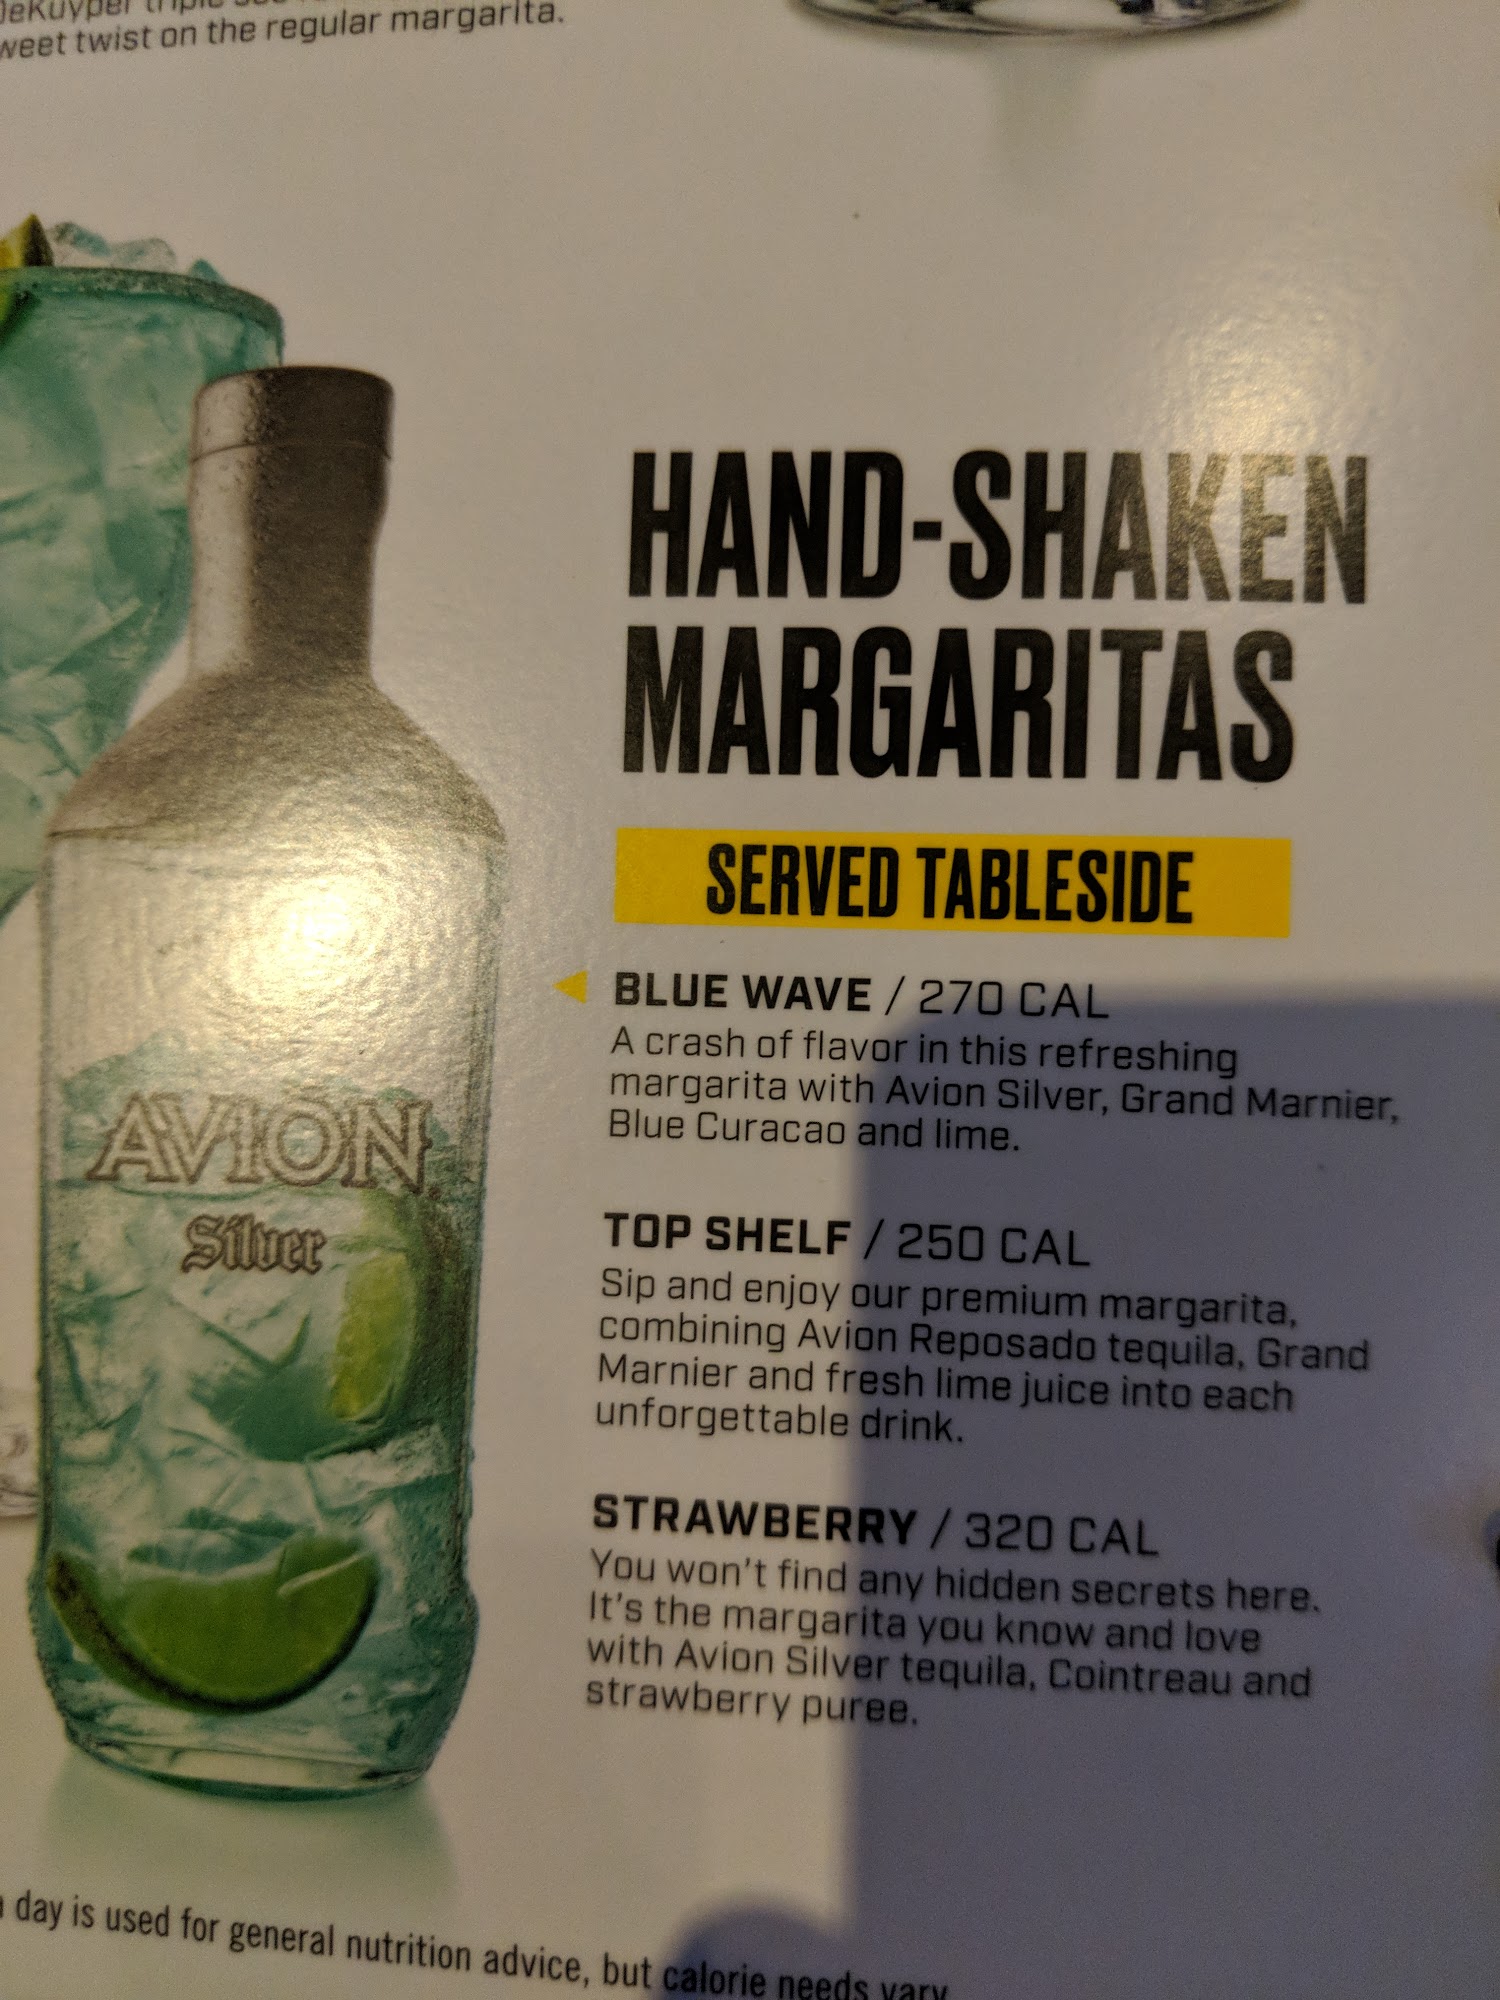 DeKuyper triple
weet twist on the regular margarita.
AVIÓN
Silver
HAND-SHAKEN
MARGARITAS
SERVED TABLESIDE
BLUE WAVE / 270 CAL
A crash of flavor in this refreshing
margarita with Avion Silver, Grand Marnier,
Blue Curacao and lime.
TOP SHELF / 250 CAL
Sip and enjoy our premium margarita,
combining Avion Reposado tequila, Grand
Marnier and fresh lime juice into each
unforgettable drink.
STRAWBERRY / 320 CAL
You won't find any hidden secrets here.
It's the margarita you know and love
with Avion Silver tequila, Cointreau and
strawberry puree.
day is used for general nutrition advice, but calorie needs vary